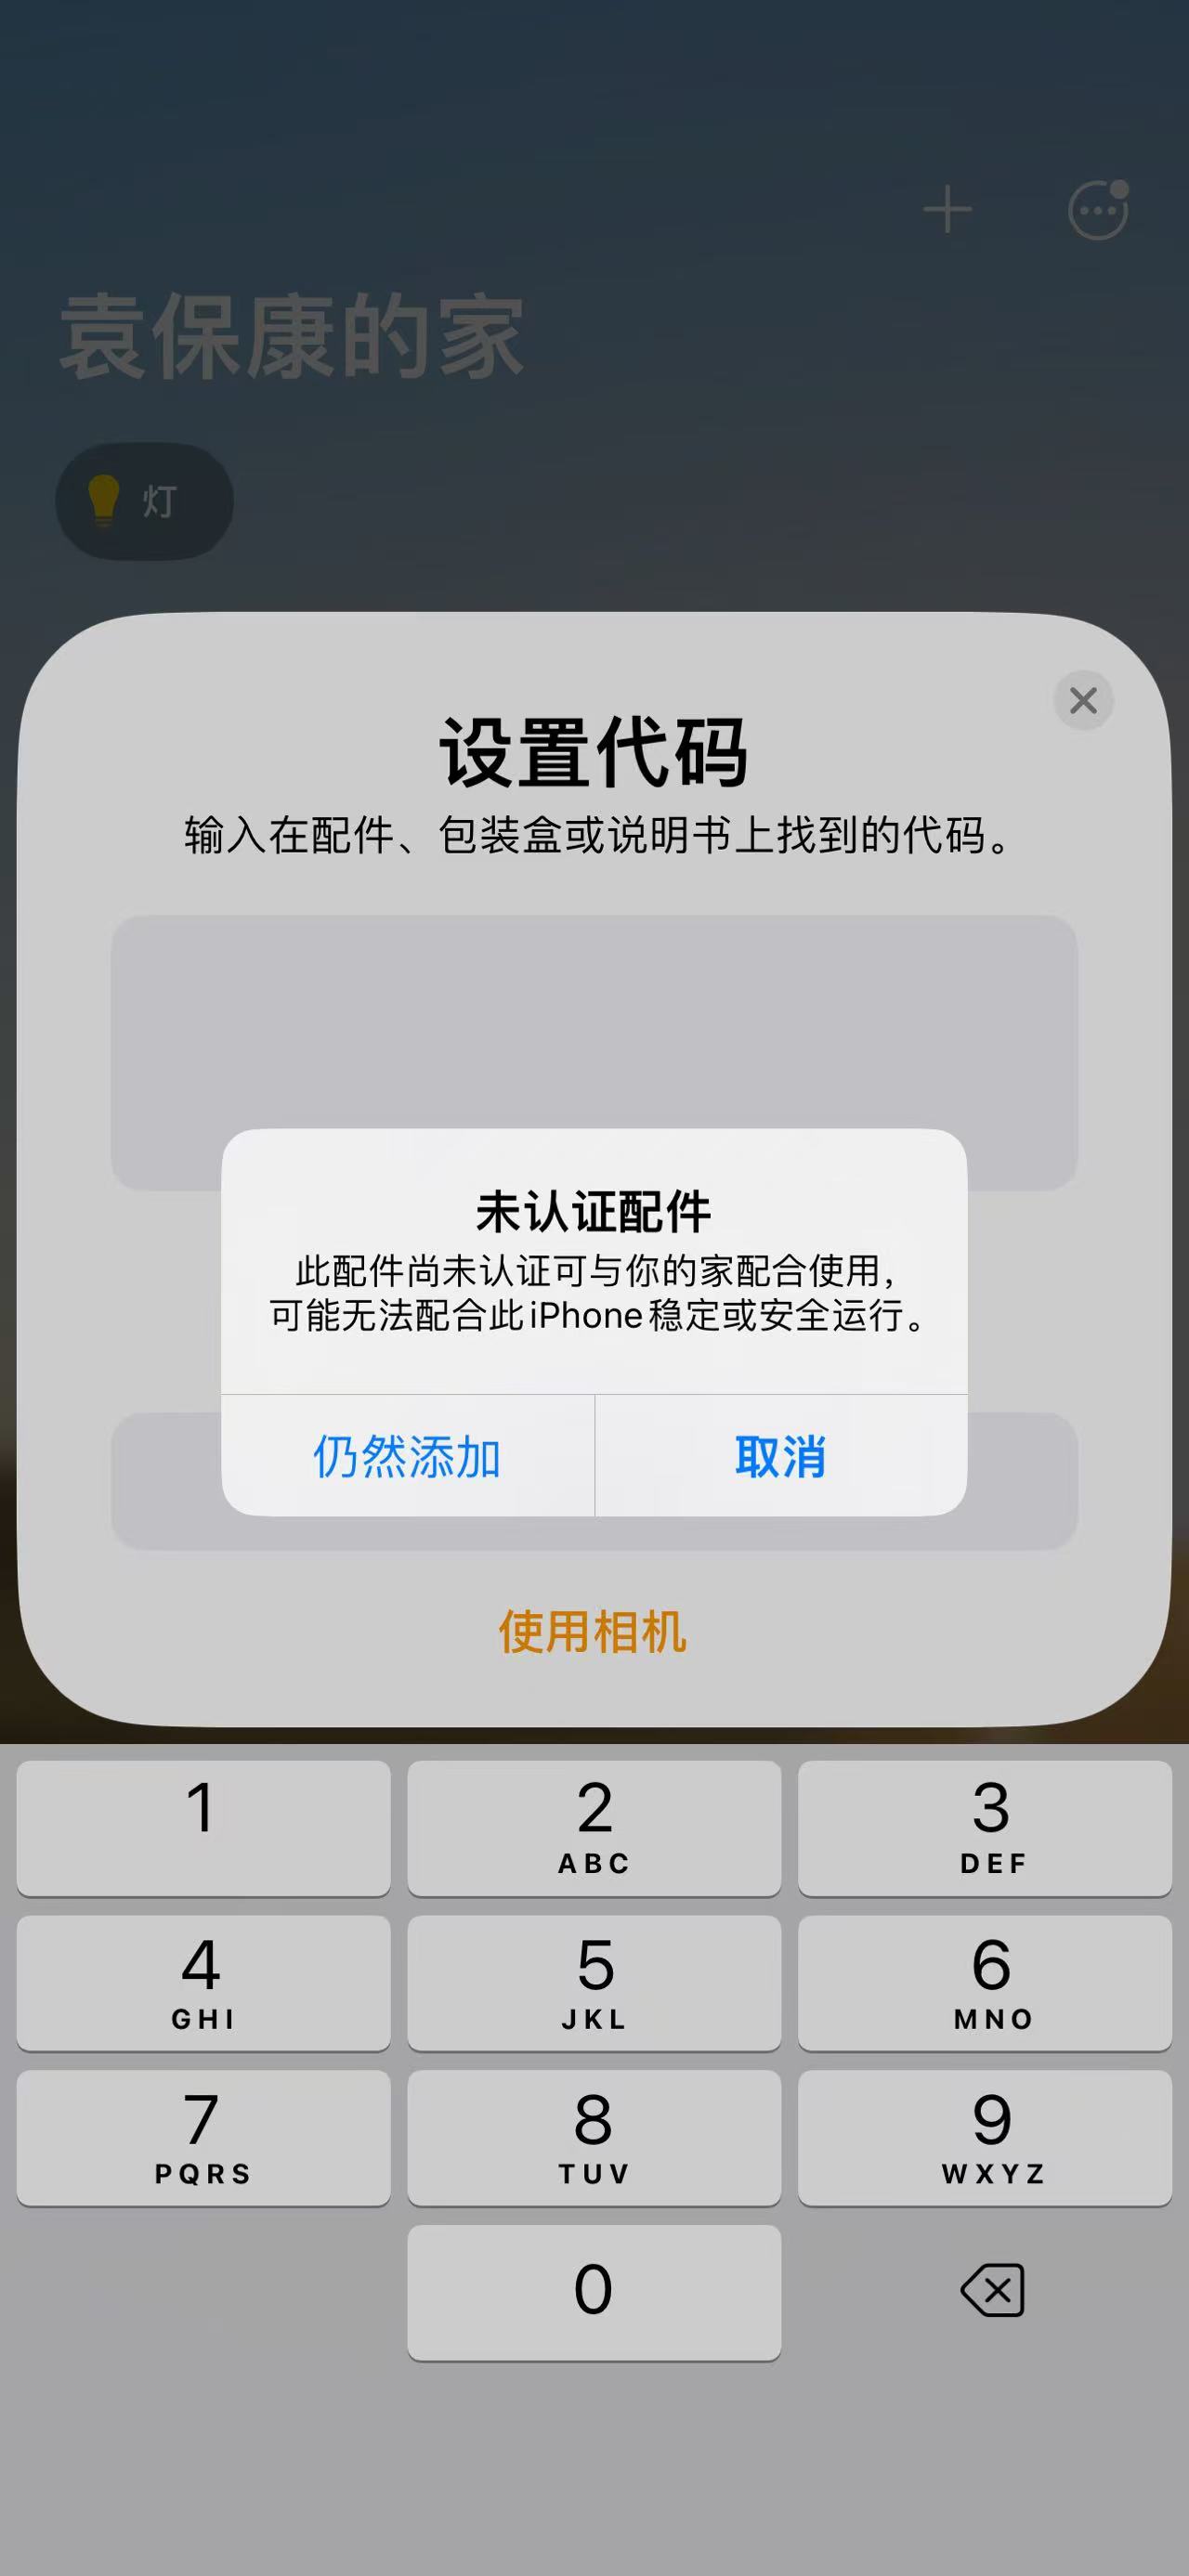 袁保康的家
灯
设置代码
输入在配件、包装盒或说明书上找到的代码。
未认证配件
此配件尚未认证可与你的家配合使用，
可能无法配合此iPhone稳定或安全运行。
仍然添加
取消
使用相机
1
2
ABC
3
DEF
4
GHI
5
JKL
6
MNO
7
PQRS
8
TUV
9
WXYZ
0